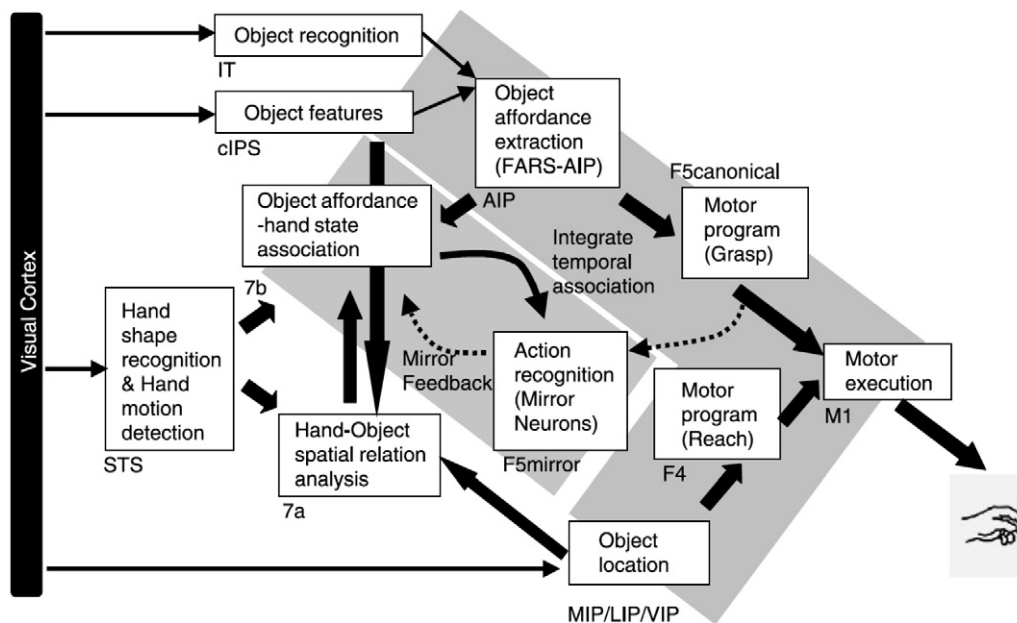 Visual Cortex
Object recognition
IT
Object features
cIPS
Object
affordance
extraction
(FARS-AIP)
AIP
Object affordance
-hand state
association
7b
F5canonical
Motor
program
(Grasp)
Integrate
temporal
association
Hand
shape
recognition
& Hand
motion
detection
STS
Mirror
Feedback
Action
recognition
(Mirror
Neurons)
F5mirror
Motor
execution
M1
Motor
program
(Reach)
F4
Hand-Object
spatial relation
analysis
7a
Object
location
MIP/LIP/VIP